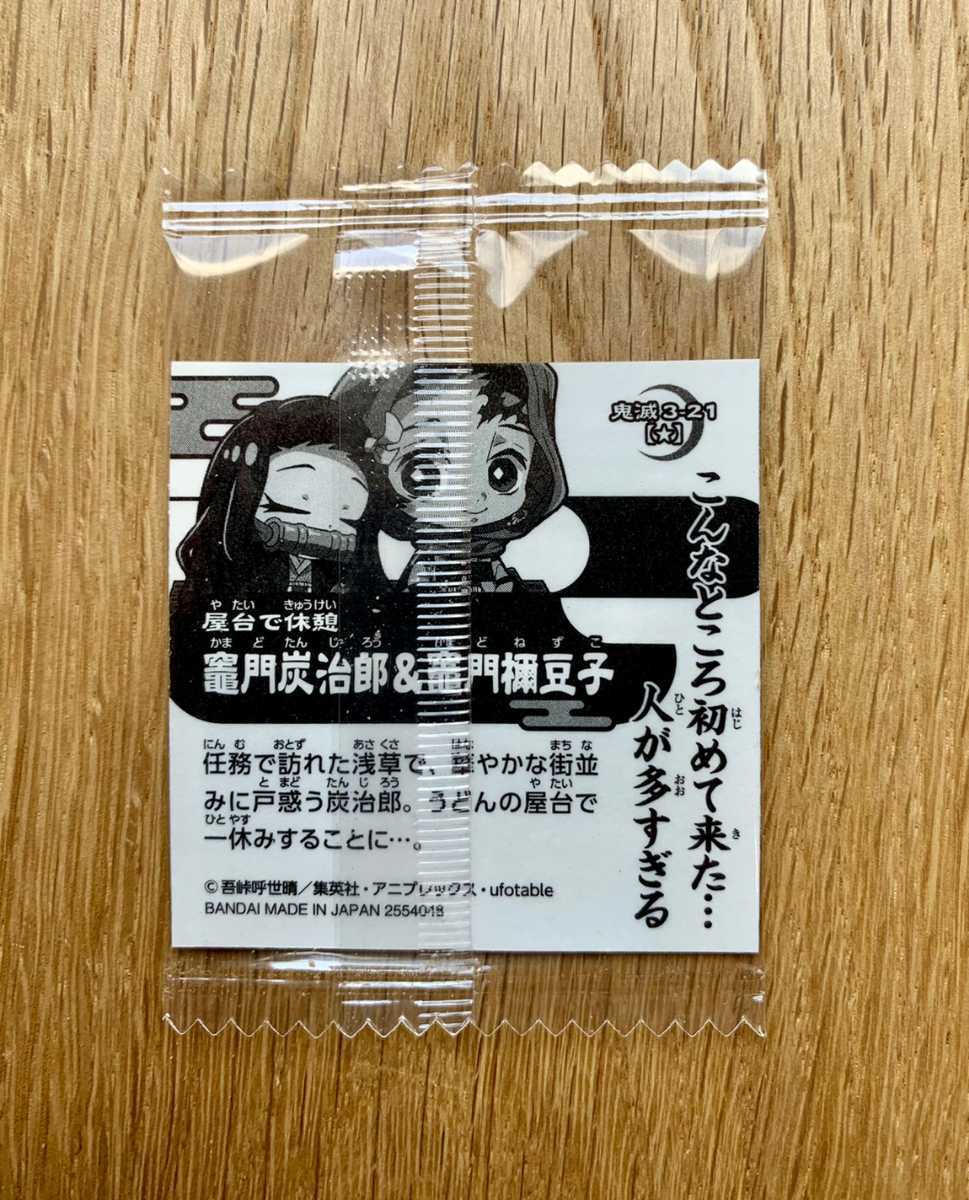 鬼滅 3-21
【★】
こんなところ初めて来た…
人が多すぎる
屋台で休憩
竈門炭治郎&竈門禰豆子
任務で訪れた浅草で、華やかな街並
みに戸惑う炭治郎。うどんの屋台で
一休みすることに…。
©吾峠呼世晴/集英社・アニプレックス・ufotable
BANDAI MADE IN JAPAN 2554048